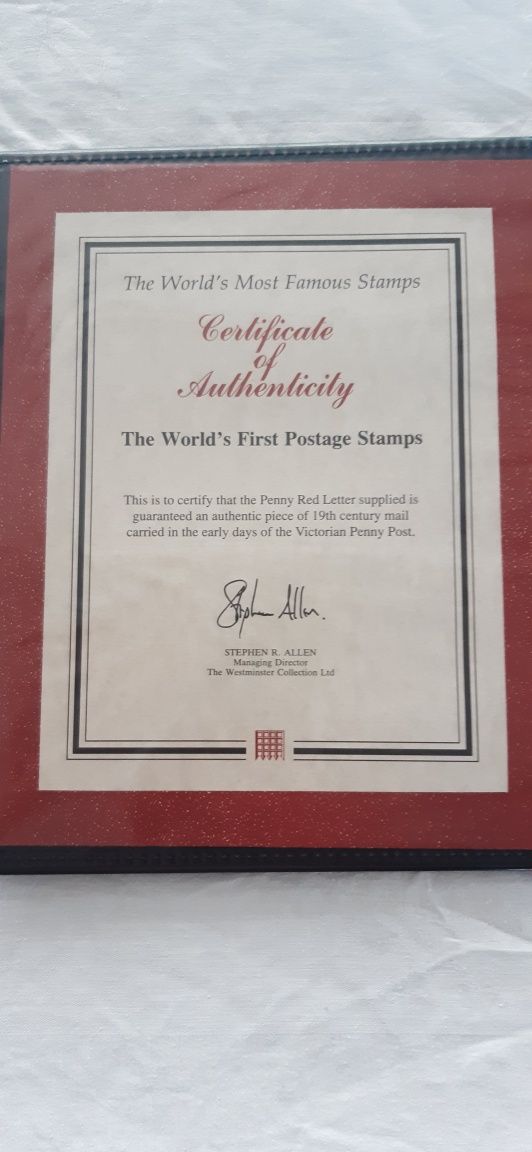 The World's Most Famous Stamps
Certificate
of
Authenticity
The World's First Postage Stamps
This is to certify that the Penny Red Letter supplied is
guaranteed an authentic piece of 19th century mail
carried in the early days of the Victorian Penny Post.
Stephen Allen.
STEPHEN R. ALLEN
Managing Director
The Westminster Collection Ltd